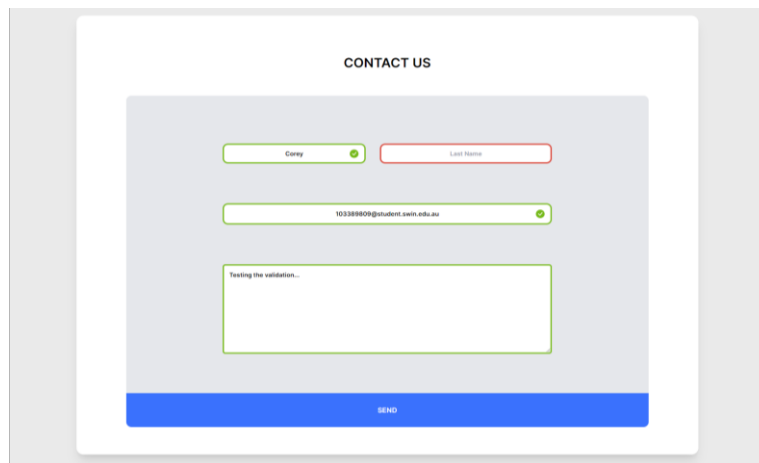 CONTACT US
Corey
Last Name
103389809@student.swin.edu.au
Testing the validation...
SEND